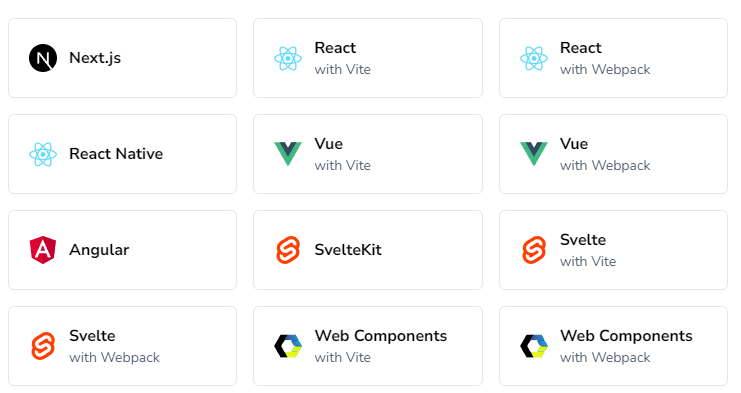 Next.js
React
with Vite
React
with Webpack
React Native
Vue
with Vite
Vue
with Webpack
Angular
SvelteKit
Svelte
with Vite
Svelte
with Webpack
Web Components
with Vite
Web Components
with Webpack